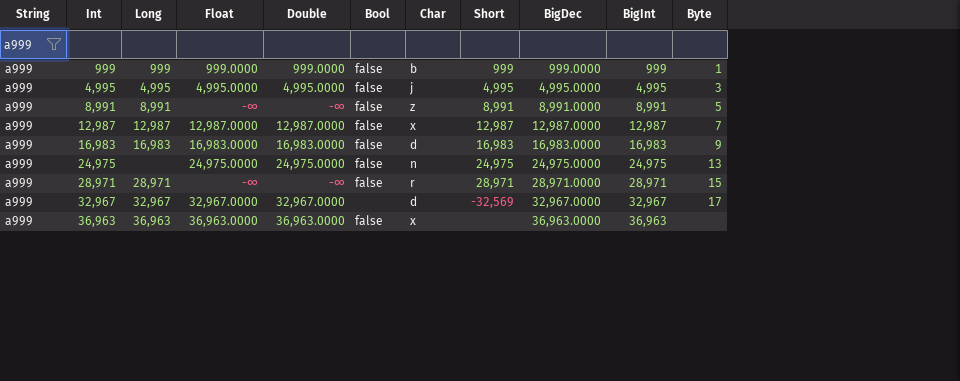 String Int Long Float Double Bool Char Short BigDec BigInt Byte
a999
a999 999 999 999.0000 999.0000 false b 999 999.0000 999 1
a999 4,995 4,995 4,995.0000 4,995.0000 false j 4,995 4,995.0000 4,995 3
a999 8,991 8,991 -∞ -∞ false z 8,991 8,991.0000 8,991 5
a999 12,987 12,987 12,987.0000 12,987.0000 false x 12,987 12,987.0000 12,987 7
a999 16,983 16,983 16,983.0000 16,983.0000 false d 16,983 16,983.0000 16,983 9
a999 24,975 24,975.0000 24,975.0000 false n 24,975 24,975.0000 24,975 13
a999 28,971 28,971 -∞ -∞ false r 28,971 28,971.0000 28,971 15
a999 32,967 32,967 32,967.0000 32,967.0000 d -32,569 32,967.0000 32,967 17
a999 36,963 36,963 36,963.0000 36,963.0000 false x 36,963.0000 36,963